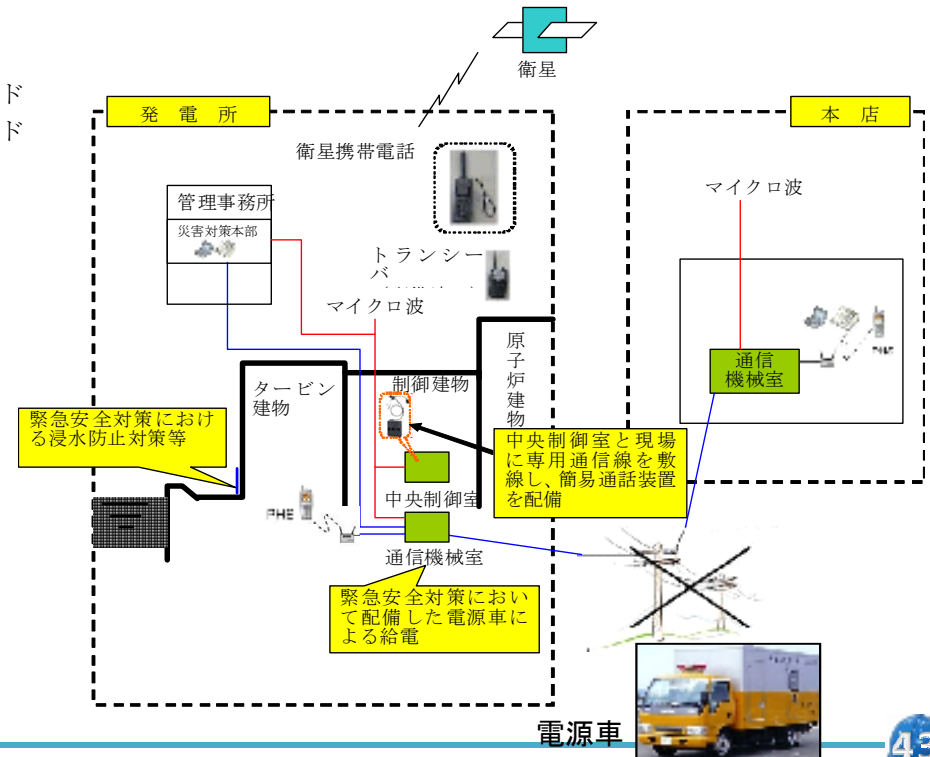 衛星
ド
ド
発電所
本店
衛星携帯電話
マイクロ波
管理事務所
災害対策本部
トランシー
バ
マイクロ波
原子炉建物
タービン
建物
制御建物
通信
機械室
緊急安全対策におけ
る浸水防止対策等
中央制御室と現場
に専用通信線を敷
線し、簡易通話装置
を配備
中央制御室
PHS
通信機械室
緊急安全対策におい
て配備した電源車に
よる給電
電源車
43